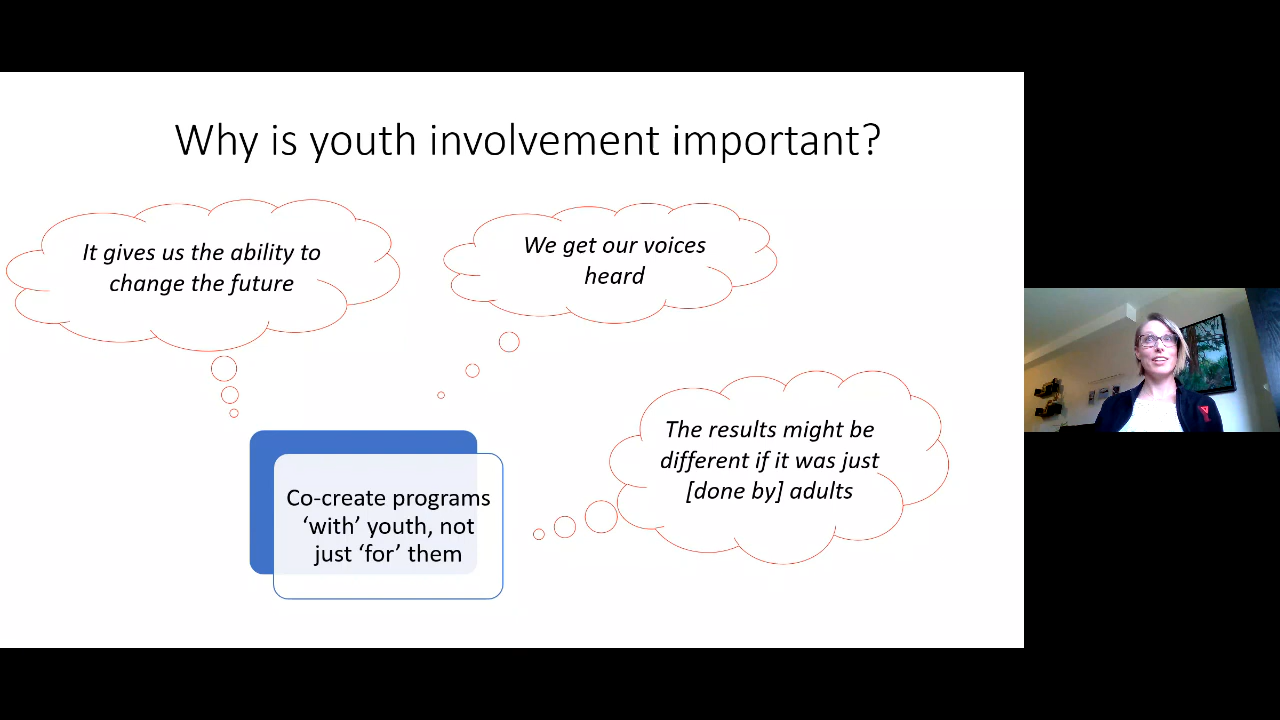 Why is youth involvement important?
It gives us the ability to
change the future
We get our voices
heard
The results might be
different if it was just
[done by] adults
Co-create programs
‘with’ youth, not
just ‘for’ them